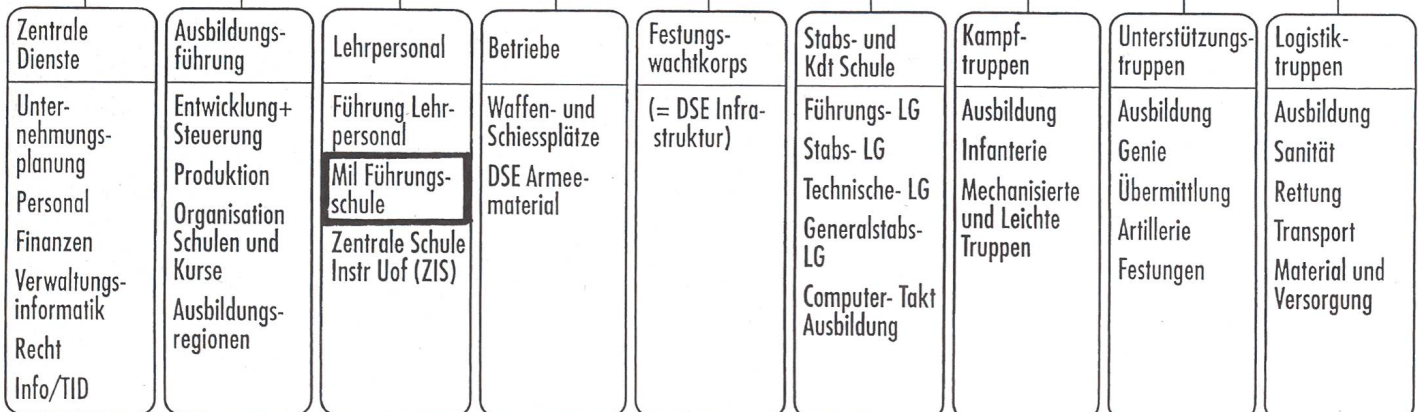 Zentrale
Dienste
Unter-
nehmungs-
planung
Personal
Finanzen
Verwaltungs-
informatik
Recht
Info/TID
Ausbildungs-
führung
Entwicklung+
Steuerung
Produktion
Organisation
Schulen und
Kurse
Ausbildungs-
regionen
Lehrpersonal
Führung Lehr-
personal
Mil Führungs-
schule
Zentrale Schule
Instr Uof (ZIS)
Betriebe
Waffen- und
Schiessplätze
DSE Armee-
material
Festungs-
wachtkorps
(= DSE Infra-
struktur)
Stabs- und
Kdt Schule
Führungs- LG
Stabs- LG
Technische- LG
Generalstabs-
LG
Computer- Takt
Ausbildung
Kampf-
truppen
Ausbildung
Infanterie
Mechanisierte
und Leichte
Truppen
Unterstützungs-
truppen
Ausbildung
Genie
Übermittlung
Artillerie
Festungen
Logistik-
truppen
Ausbildung
Sanität
Rettung
Transport
Material und
Versorgung